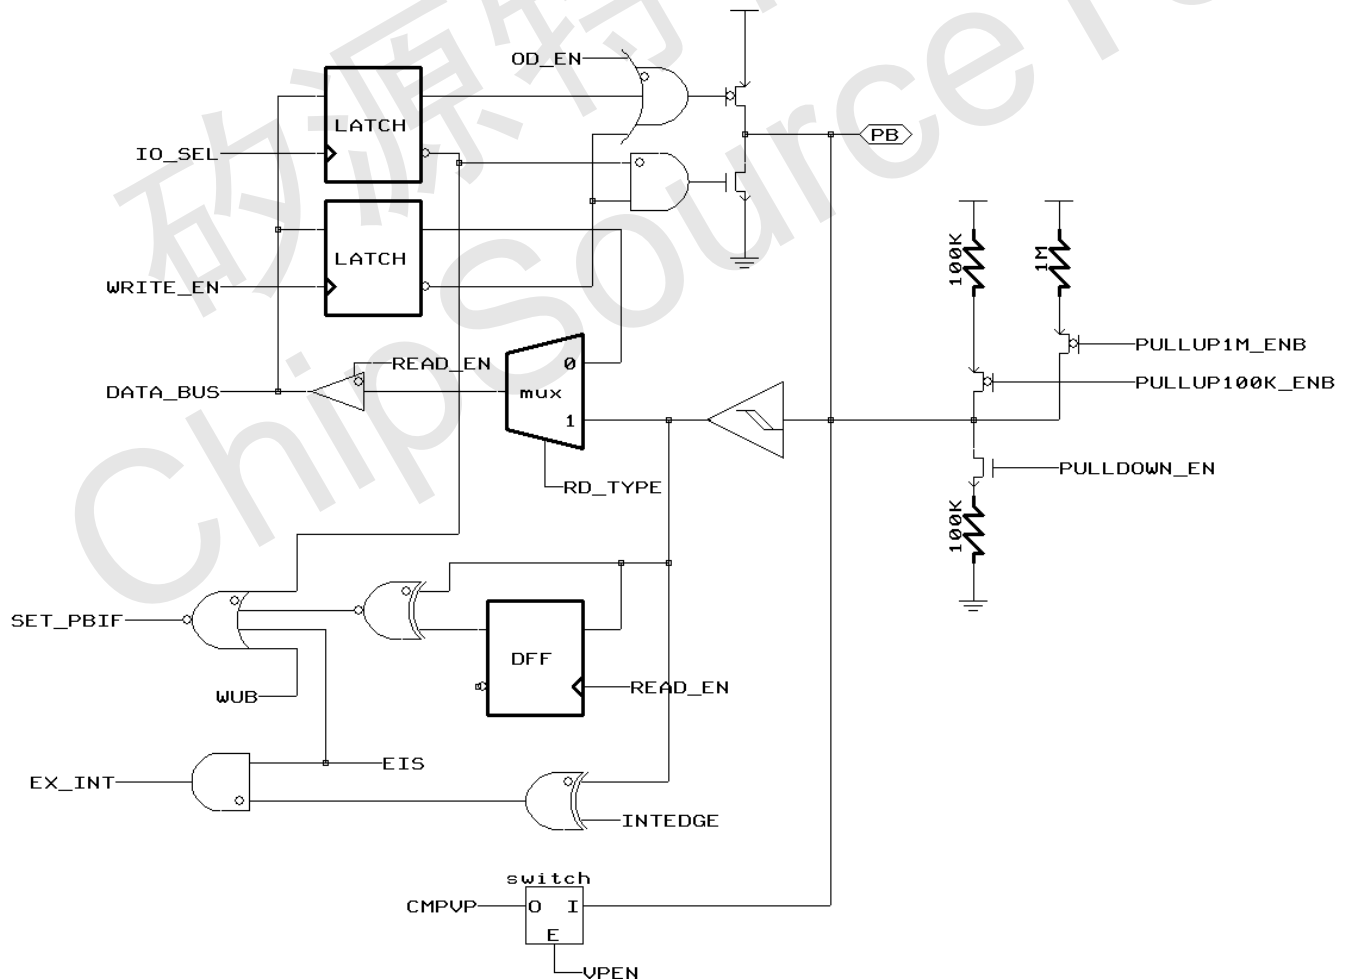 矽源特
ChipSourceTe
OD_EN
LATCH
IO_SEL
PB
LATCH
WRITE_EN
100K
1M
PULLUP1M_ENB
READ_EN
0
PULLUP100K_ENB
DATA_BUS
mux
1
PULLDOWN_EN
RD_TYPE
100K
SET_PBIF
DFF
READ_EN
WUB
EIS
EX_INT
INTEDGE
switch
CMPVP
O I
E
VPEN